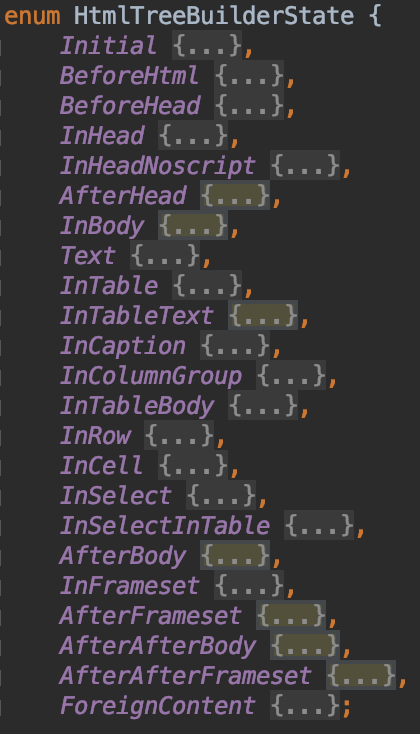 enum HtmlTreeBuilderState {
Initial {...},
BeforeHtml {...},
BeforeHead {...},
InHead {...},
InHeadNoscript {...},
AfterHead {...},
InBody {...},
Text {...},
InTable {...},
InTableText {...},
InCaption {...},
InColumnGroup {...},
InTableBody {...},
InRow {...},
InCell {...},
InSelect {...},
InSelectInTable {...},
AfterBody {...},
InFrameset {...},
AfterFrameset {...},
AfterAfterBody {...},
AfterAfterFrameset {...},
ForeignContent {...};